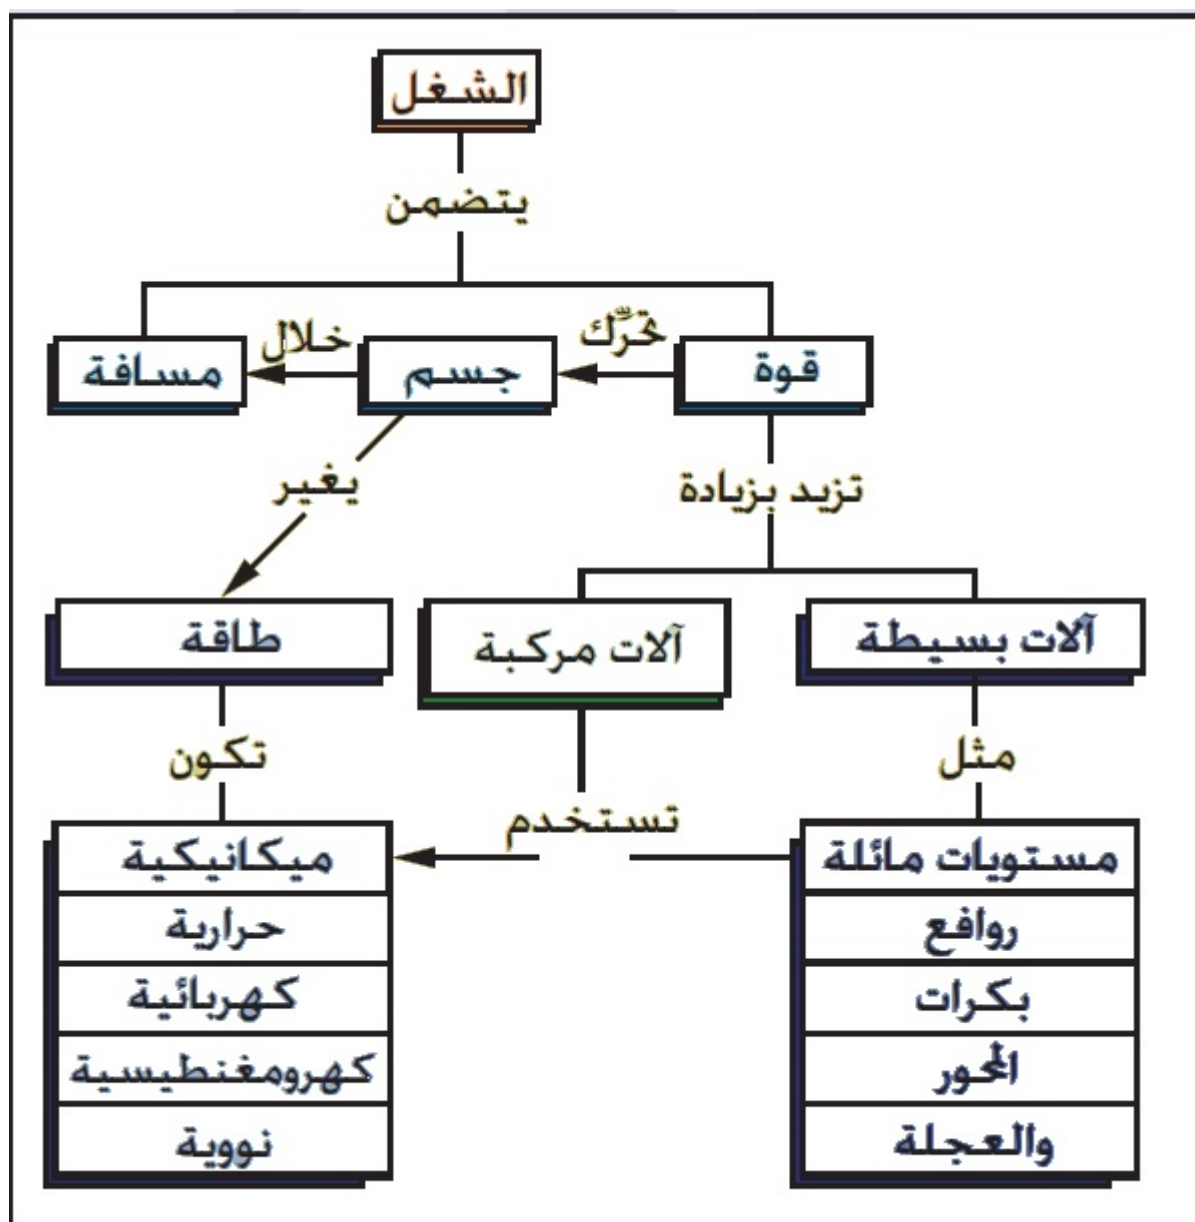 الشغل
يتضمن
قوة
تحرّك
جسم
خلال
مسافة
تزيد بزيادة
يغير
آلات بسيطة
آلات مركبة
طاقة
مثل
تستخدم
تكون
مستويات مائلة
روافع
بكرات
المحور
والعجلة
ميكانيكية
حرارية
كهربائية
كهرومغنطيسية
نووية